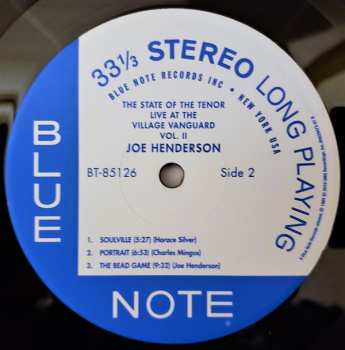 33⅓ STEREO LONG PLAYING
BLUE NOTE RECORDS INC • NEW YORK USA
THE STATE OF THE TENOR
LIVE AT THE
VILLAGE VANGUARD
VOL. II
JOE HENDERSON
BT-85126 Side 2
1. SOULVILLE (5:27) (Horace Silver)
2. PORTRAIT (6:53) (Charles Mingus)
3. THE BEAD GAME (9:32) (Joe Henderson)
BLUE
NOTE